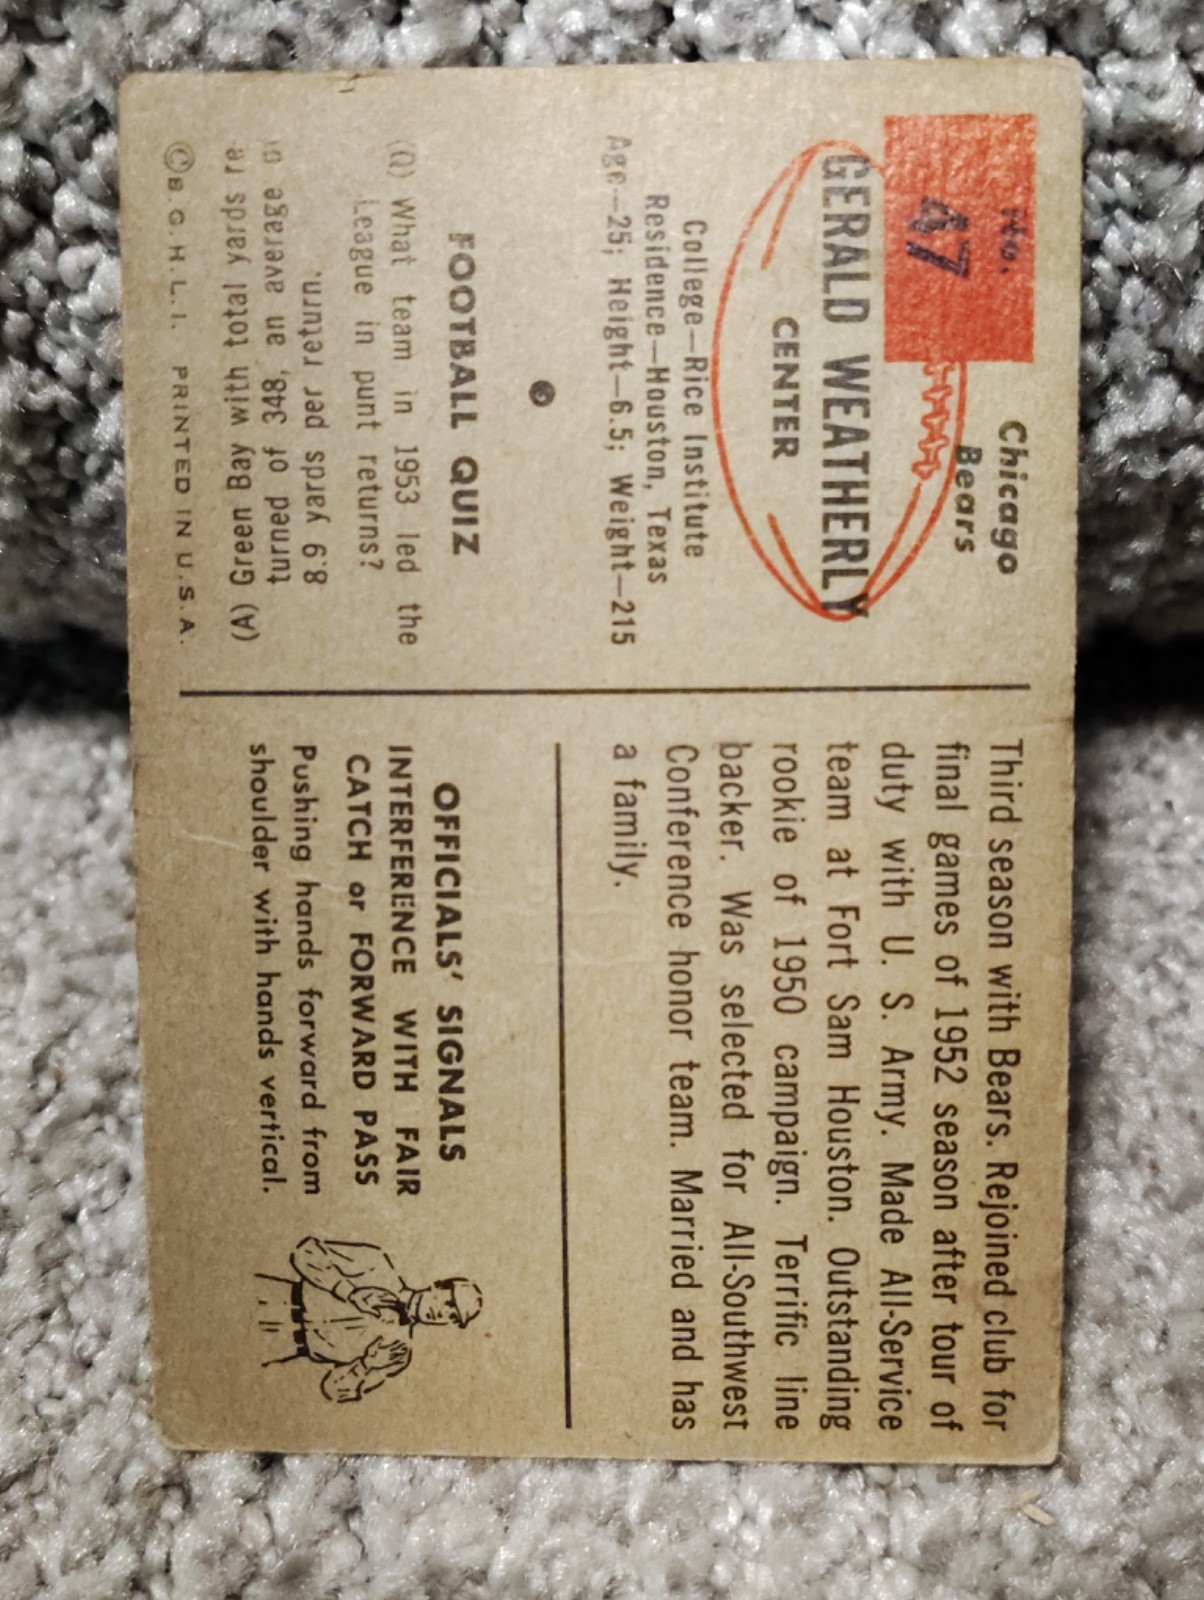 No.
47
Chicago
Bears
GERALD WEATHERLY
CENTER
College—Rice Institute
Residence—Houston, Texas
Age—25; Height—6.5; Weight—215
FOOTBALL QUIZ
(Q) What team in 1953 led the
League in punt returns?
(A) Green Bay with total yards re
turned of 348, an average
8.9 yards per return.
© B. G. H. L. I. PRINTED IN U. S. A.
Third season with Bears. Rejoined club for
final games of 1952 season after tour of
duty with U. S. Army. Made All-Service
team at Fort Sam Houston. Outstanding
rookie of 1950 campaign. Terrific line
backer. Was selected for All-Southwest
Conference honor team. Married and has
a family.
OFFICIALS' SIGNALS
INTERFERENCE WITH FAIR
CATCH or FORWARD PASS
Pushing hands forward from
shoulder with hands vertical.